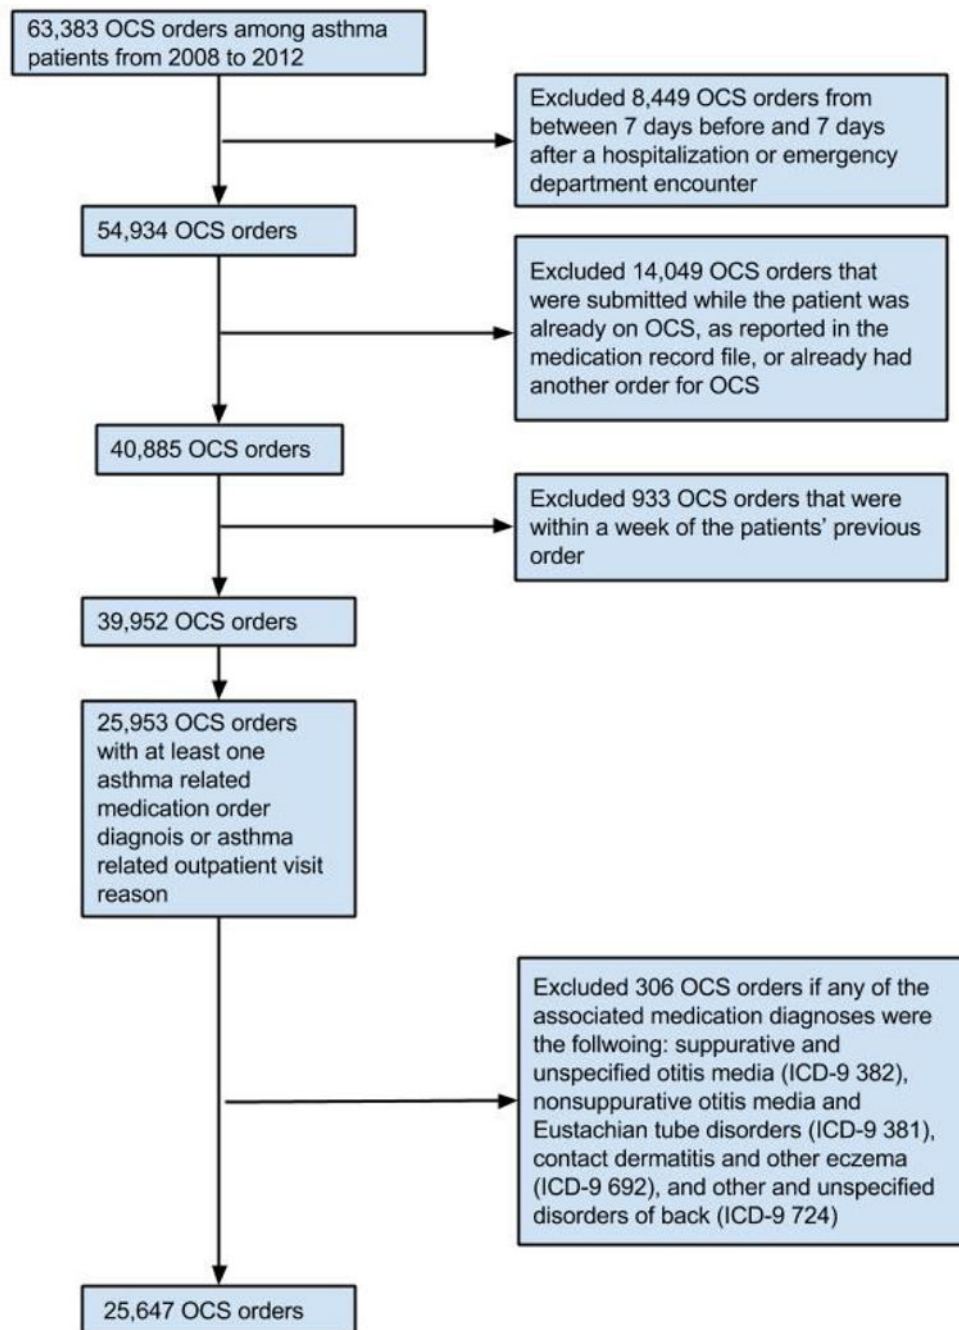 63,383 OCS orders among asthma
patients from 2008 to 2012
Excluded 8,449 OCS orders from
between 7 days before and 7 days
after a hospitalization or emergency
department encounter
54,934 OCS orders
Excluded 14,049 OCS orders that
were submitted while the patient was
already on OCS, as reported in the
medication record file, or already had
another order for OCS
40,885 OCS orders
Excluded 933 OCS orders that were
within a week of the patients’ previous
order
39,952 OCS orders
25,953 OCS orders
with at least one
asthma related
medication order
diagnois or asthma
related outpatient visit
reason
Excluded 306 OCS orders if any of the
associated medication diagnoses were
the follwoing: suppurative and
unspecified otitis media (ICD-9 382),
nonsuppurative otitis media and
Eustachian tube disorders (ICD-9 381),
contact dermatitis and other eczema
(ICD-9 692), and other and unspecified
disorders of back (ICD-9 724)
25,647 OCS orders